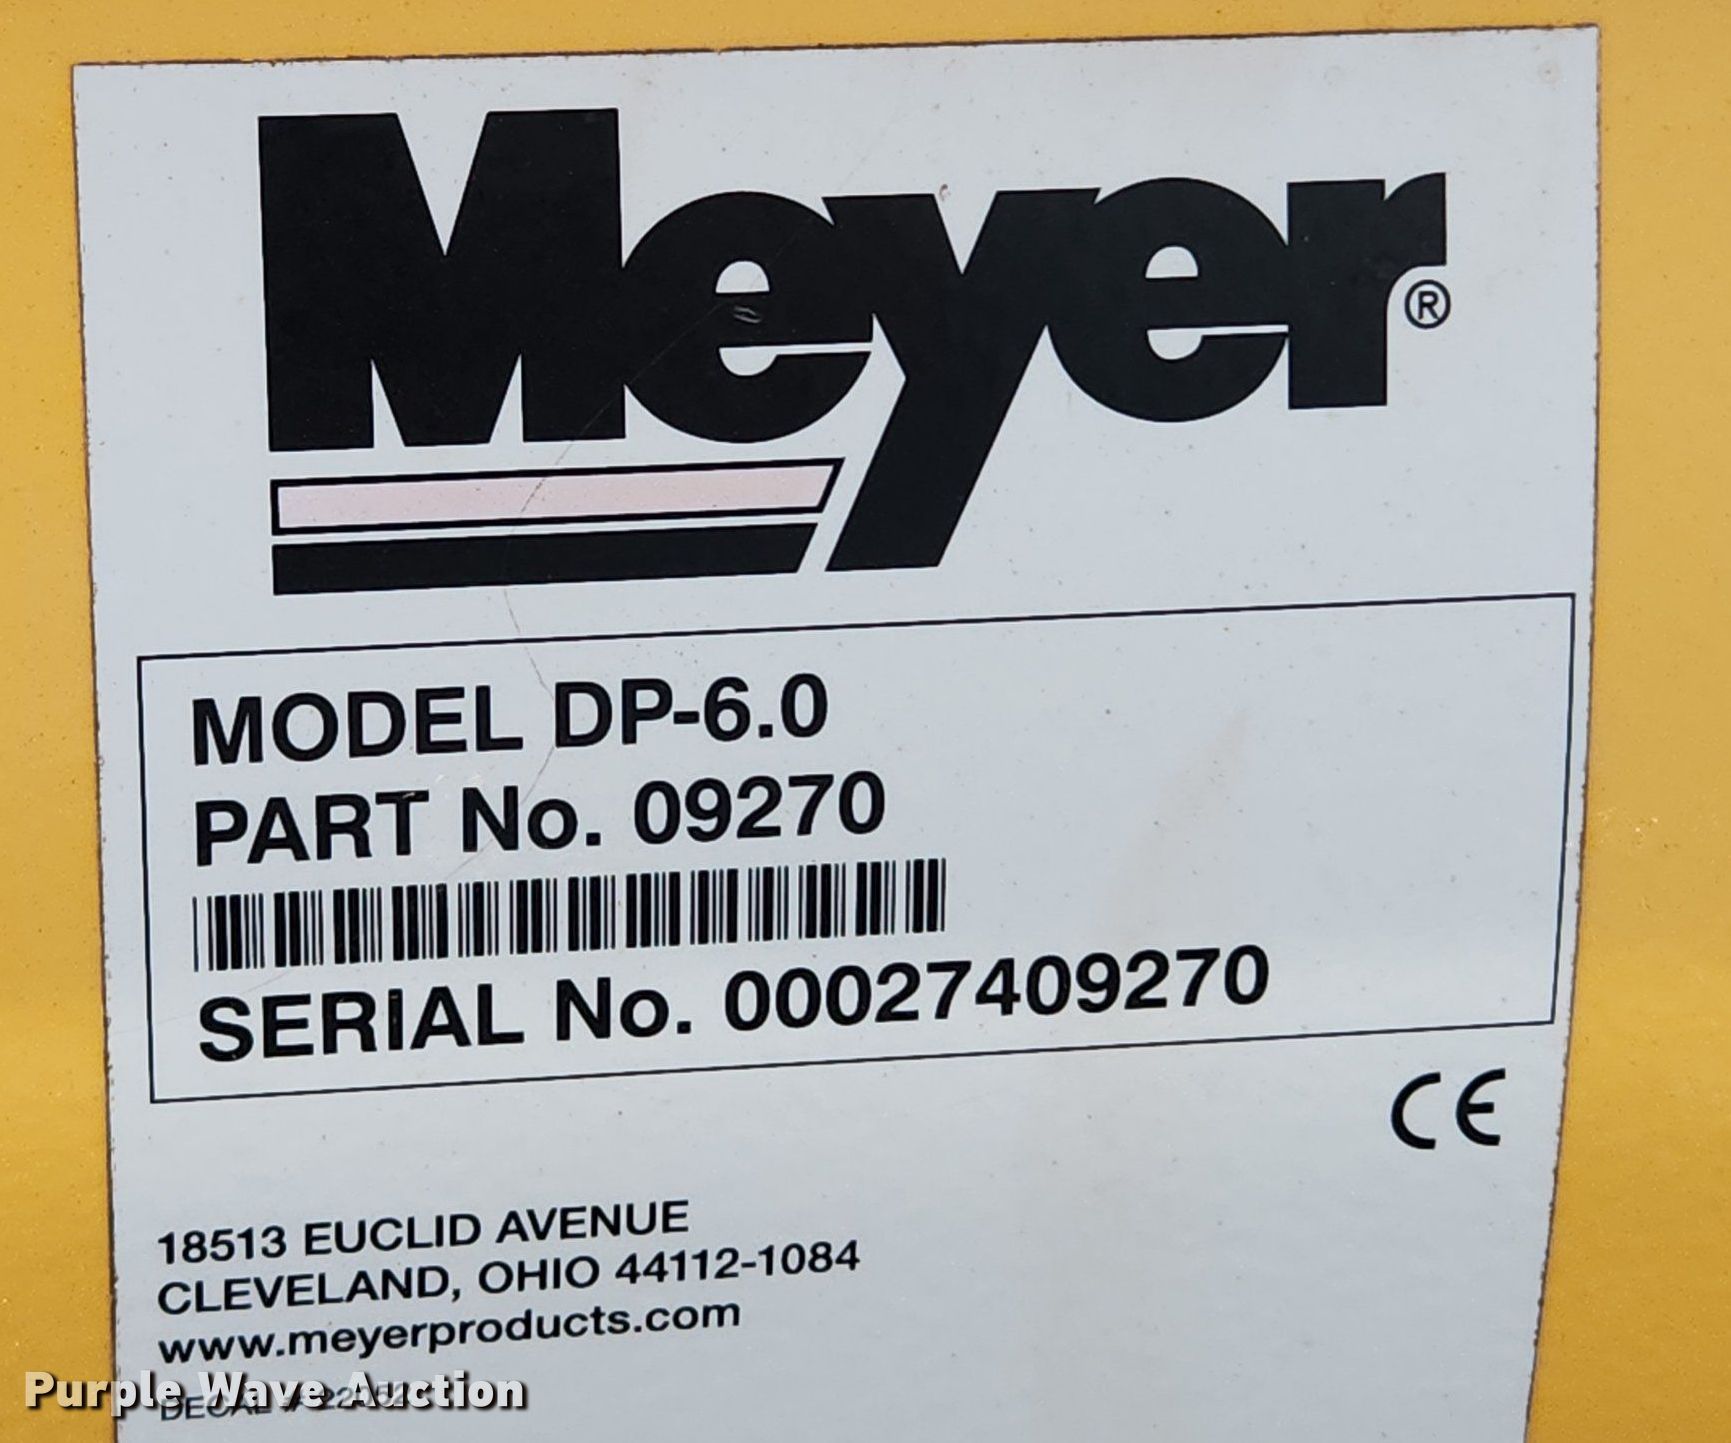 Meyer®
MODEL DP-6.0
PART No. 09270
SERIAL No. 00027409270
CE
18513 EUCLID AVENUE
CLEVELAND, OHIO 44112-1084
www.meyerproducts.com
DECAL #
Purple Wave Auction